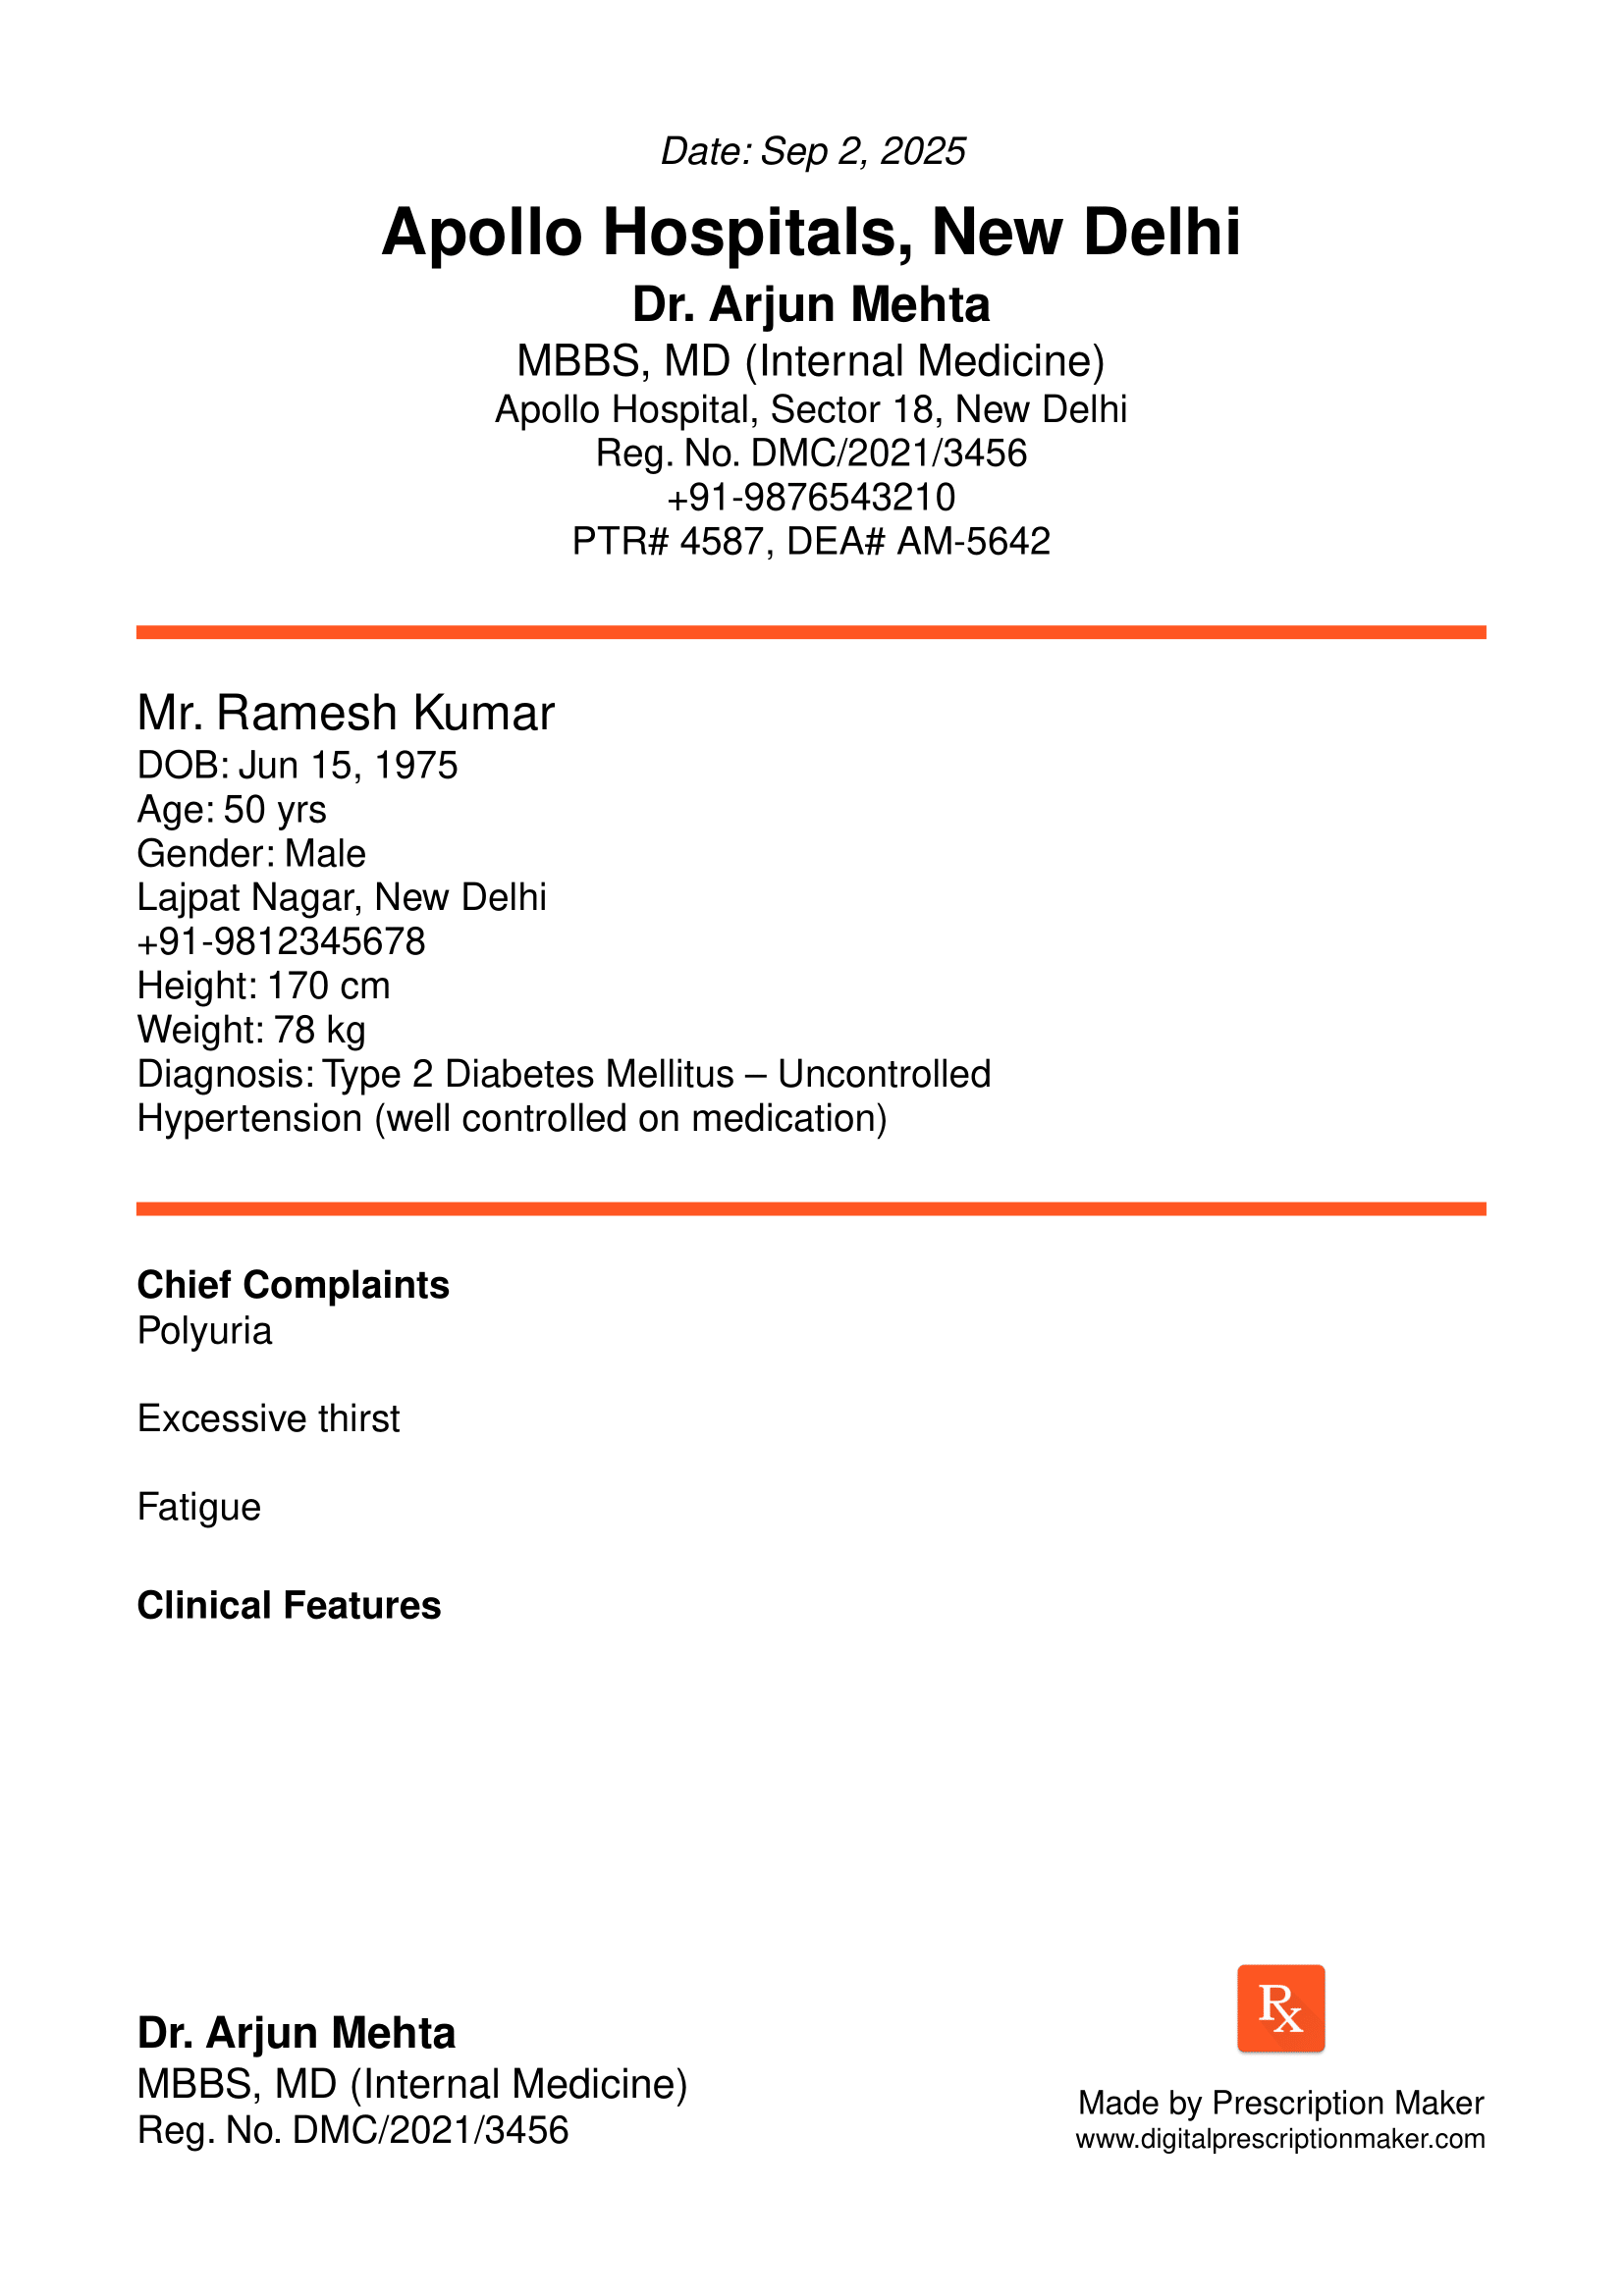 Date: Sep 2, 2025
Apollo Hospitals, New Delhi
Dr. Arjun Mehta
MBBS, MD (Internal Medicine)
Apollo Hospital, Sector 18, New Delhi
Reg. No. DMC/2021/3456
+91-9876543210
PTR# 4587, DEA# AM-5642
Mr. Ramesh Kumar
DOB: Jun 15, 1975
Age: 50 yrs
Gender: Male
Lajpat Nagar, New Delhi
+91-9812345678
Height: 170 cm
Weight: 78 kg
Diagnosis: Type 2 Diabetes Mellitus – Uncontrolled
Hypertension (well controlled on medication)
Chief Complaints
Polyuria
Excessive thirst
Fatigue
Clinical Features
Dr. Arjun Mehta
MBBS, MD (Internal Medicine)
Reg. No. DMC/2021/3456
Rx
Made by Prescription Maker
www.digitalprescriptionmaker.com